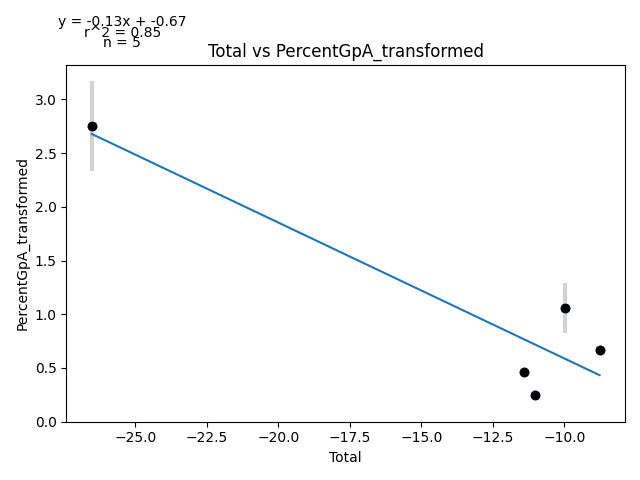 y = -0.13x + -0.67
r^2 = 0.85
n = 5
Total vs PercentGpA_transformed
PercentGpA_transformed
3.0
2.5
2.0
1.5
1.0
0.5
0.0
−25.0 −22.5 −20.0 −17.5 −15.0 −12.5 −10.0
Total